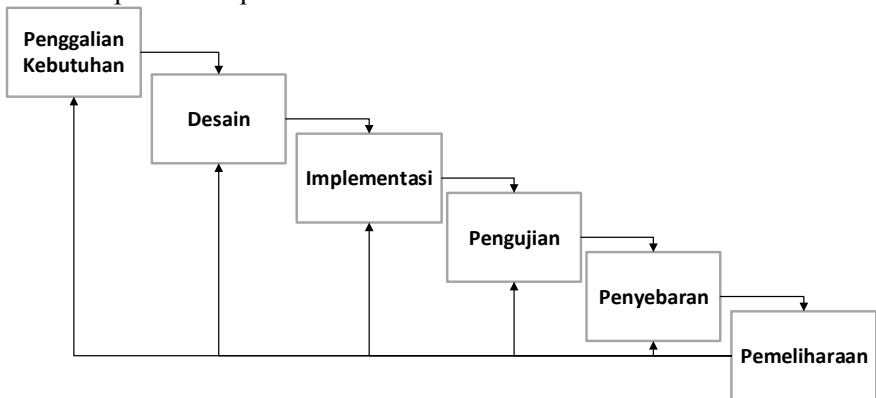 Penggalian
Kebutuhan
Desain
Implementasi
Pengujian
Penyebaran
Pemeliharaan